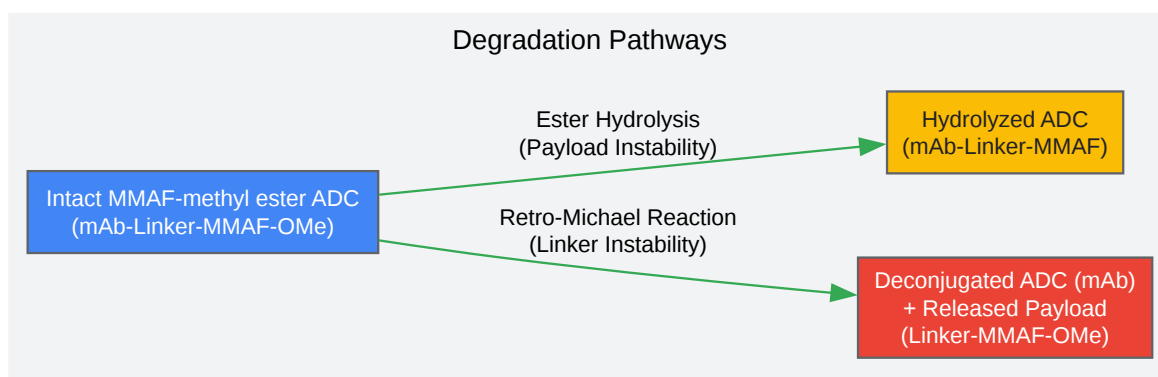 Degradation Pathways
Ester Hydrolysis
(Payload Instability)
Hydrolyzed ADC
(mAb-Linker-MMAF)
Intact MMAF-methyl ester ADC
(mAb-Linker-MMAF-OMe)
Retro-Michael Reaction
(Linker Instability)
Deconjugated ADC (mAb)
+ Released Payload
(Linker-MMAF-OMe)